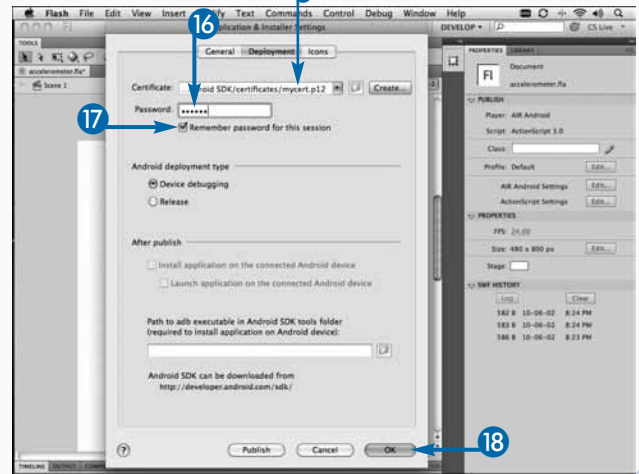 Flash File Edit View Insert Modify Text Commands Control Debug Window Help
Application & Installer Settings
DEVELOP
CS Live
16
17
18
TOOLS
accelerometer.fla*
Scene 1
General Deployment Icons
Certificate: roid SDK/certificates/mycert.p12 Create...
Password: ••••••
Remember password for this session
Android deployment type
Device debugging
Release
After publish
Install application on the connected Android device
Launch application on the connected Android device
Path to adb executable in Android SDK tools folder
(required to install application on Android device):
Android SDK can be downloaded from
http://developer.android.com/sdk/
? Publish Cancel OK
PROPERTIES LIBRARY
Fl Document
accelerometer.fla
PUBLISH
Player: AIR Android
Script: ActionScript 3.0
Class:
Profile: Default Edit...
AIR Android Settings Edit...
ActionScript Settings Edit...
PROPERTIES
FPS: 24.00
Size: 480 x 800 px Edit...
Stage:
SWF HISTORY
Log Clear
582 B 10-06-02 8:24 PM
583 B 10-06-02 8:24 PM
586 B 10-06-02 8:23 PM
TIMELINE OUTPUT